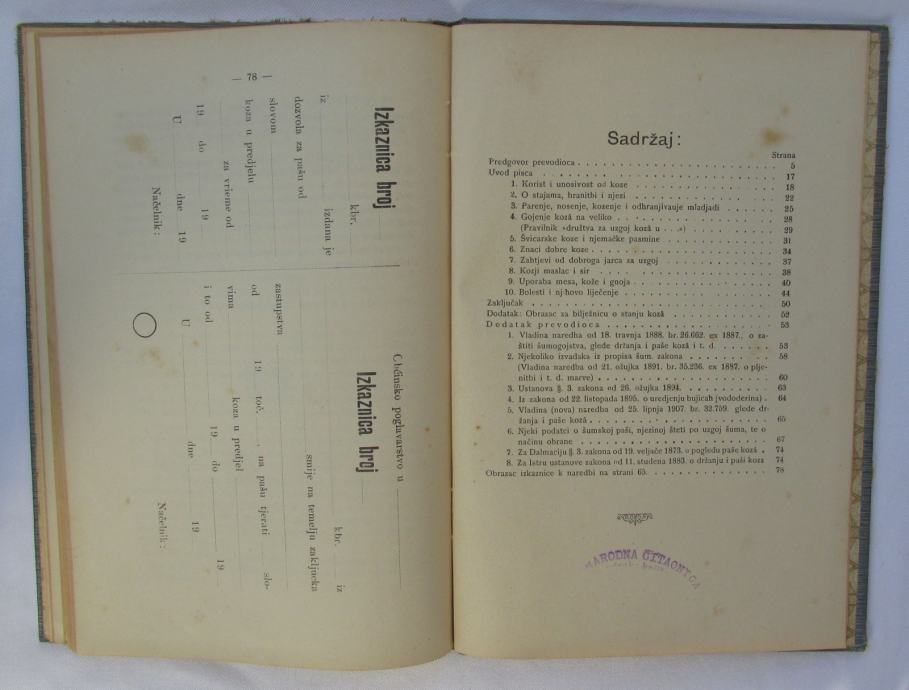 — 78 —
Izkaznica broj
kbr.
iz izdana je
dozvola za pašu od
slovom
koza u predjelu
za vrieme od
19 do 19
U dne 19
Načelnik:
Obćinsko poglavarstvo u
Izkaznica broj
kbr. iz
smije na temelju zaključka
zastupstva
od 19 toč. na pašu tjerati slo-
vima koza u predjel
i to od 19 do 19
U dne 19
Načelnik:
Sadržaj:
Strana
Predgovor prevodioca 5
Uvod pisca 17
1. Korist i unosivost od koze 18
2. O stajama, hranitbi i njezi 22
3. Parenje, nosenje, kozenje i odhranjivauje mladjadi 25
4. Gojenje kozâ na veliko 28
(Pravilnik »društva za uzgoj kozâ u . . .«) 29
5. Švicarske koze i njemačke pasmine 31
6. Znaci dobre koze 34
7. Zahtjevi od dobroga jarca za uzgoj 37
8. Kozji maslac i sir 38
9. Uporaba mesa, kože i gnoja 40
10. Bolesti i njihovo liječenje 44
Zaključak 50
Dodatak: Obrazac za bilježnicu o stanju kozâ 52
Dodatak prevodioca 53
1. Vladina naredba od 18. travnja 1888. br. 26.662. ex 1887., o za-
štiti šumogojstva, glede držanja i paše kozâ i t. d. 53
2. Njekoliko izvadaka iz propisa šum. zakona 58
(Vladina naredba od 21. ožujka 1891. br. 35.236. ex 1887. o plje-
nitbi i t. d. marve) 60
3. Ustanova §. 3. zakona od 26. ožujka 1894. 63
4. Iz zakona od 22. listopada 1895. o uredjenju bujicah (vododerina) 64
5. Vladina (nova) naredba od 25. lipnja 1907. br. 32.759. glede dr-
žanja i paše kozâ 65
6. Njeki podatci o šumskoj paši, njezinoj šteti po uzgoj šuma, te o
načinu obrane 67
7. Za Dalmaciju §. 3. zakona od 19. veljače 1873. o pogledu paše kozâ 74
8. Za Istru ustanove zakona od 11. studena 1883. o držanju i paši koza 74
Obrazac izkaznice k naredbi na strani 65. 78
NARODNA ČITAONICA